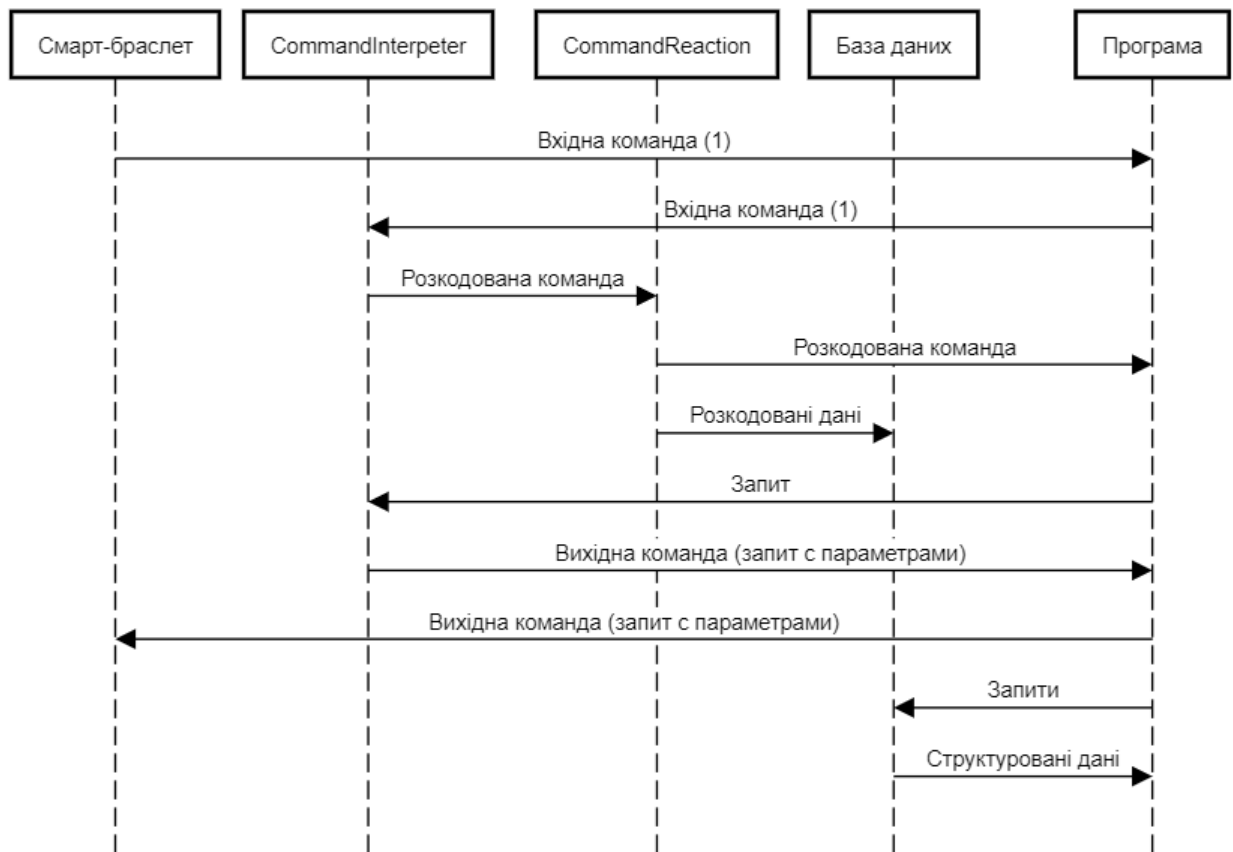 Смарт-браслет
CommandInterpeter
CommandReaction
База даних
Програма
Вхідна команда (1)
Вхідна команда (1)
Розкодована команда
Розкодована команда
Розкодовані дані
Запит
Вихідна команда (запит с параметрами)
Вихідна команда (запит с параметрами)
Запити
Структуровані дані